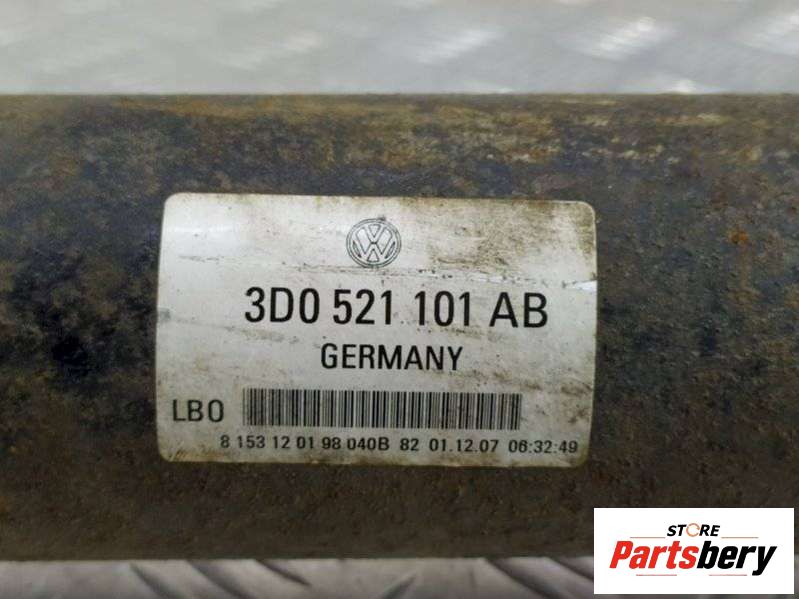 3D0 521 101 AB
GERMANY
LBO
8 153 12 01 98 040B 82 01.12.07 06:32:49
STORE
Partsbery